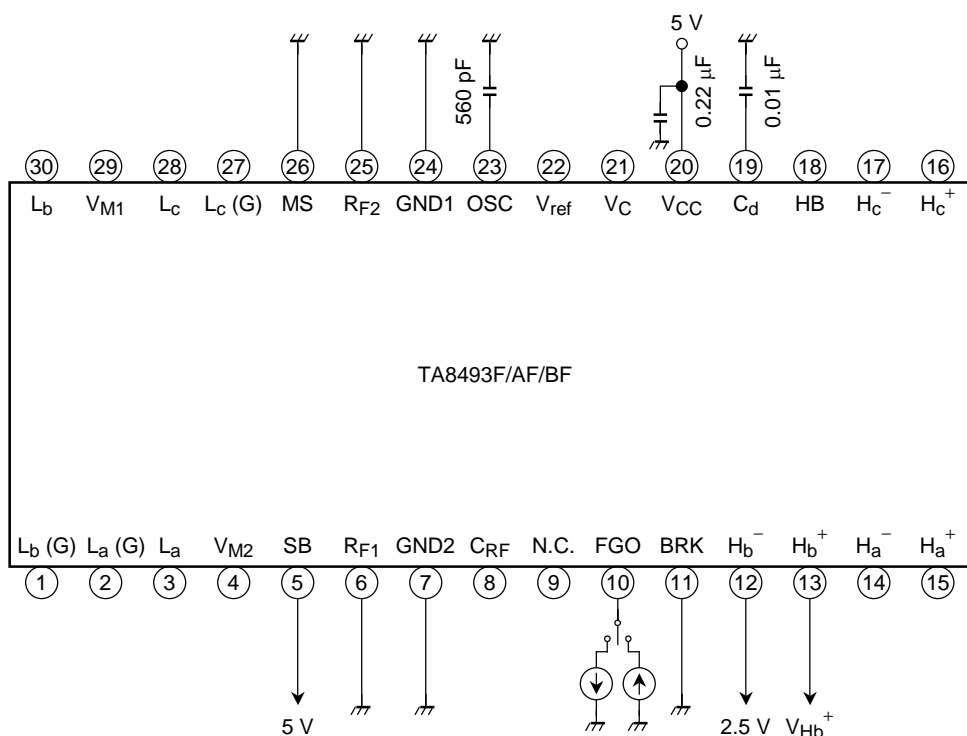 5 V
560 pF
0.22 μF
0.01 μF
30 29 28 27 26 25 24 23 22 21 20 19 18 17 16
Lb VM1 Lc Lc (G) MS RF2 GND1 OSC Vref VC VCC Cd HB Hc− Hc+
TA8493F/AF/BF
Lb (G) La (G) La VM2 SB RF1 GND2 CRF N.C. FGO BRK Hb− Hb+ Ha− Ha+
1 2 3 4 5 6 7 8 9 10 11 12 13 14 15
5 V 2.5 V VHb+